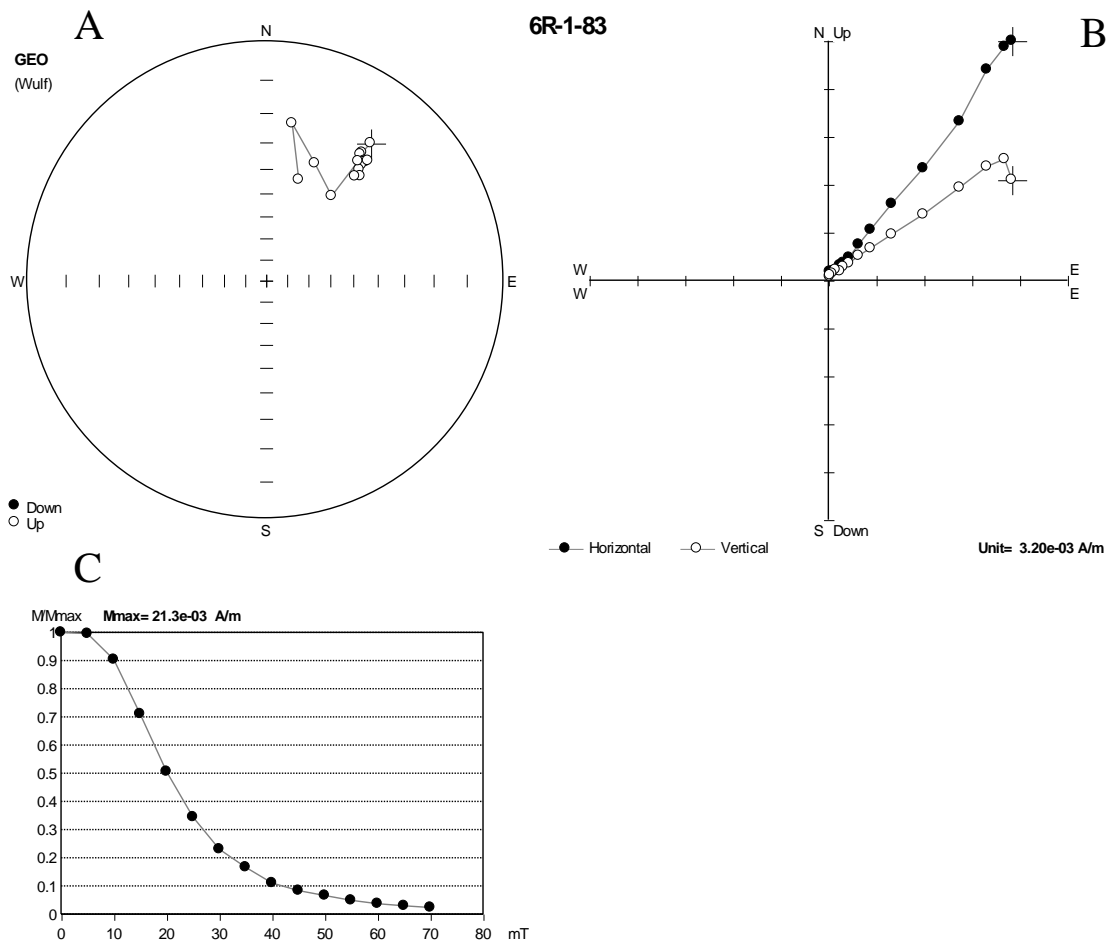 A
N
GEO
(Wulf)
W
E
S
Down
Up
6R-1-83
B
N Up
W
E
W
E
S Down
Horizontal
Vertical
Unit= 3.20e-03 A/m
C
M/Mmax
Mmax= 21.3e-03 A/m
1
0.9
0.8
0.7
0.6
0.5
0.4
0.3
0.2
0.1
0
0 10 20 30 40 50 60 70 80 mT